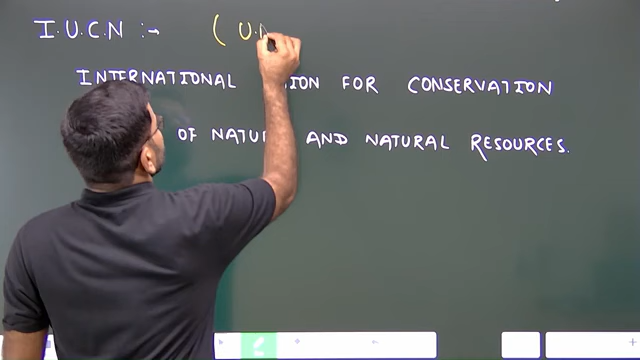 I.U.C.N :→ ( U.
INTERNATIONAL FOR CONSERVATION
OF AND NATURAL RESOURCES.